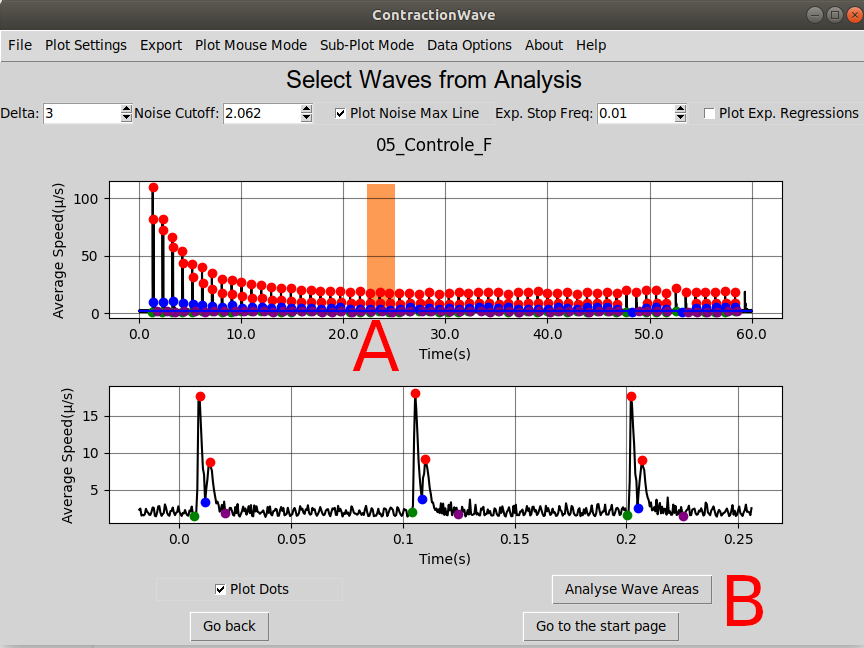 ContractionWave
File Plot Settings Export Plot Mouse Mode Sub-Plot Mode Data Options About Help
Select Waves from Analysis
Delta: 3 Noise Cutoff: 2.062 Plot Noise Max Line Exp. Stop Freq: 0.01 Plot Exp. Regressions
05_Controle_F
Average Speed(µ/s)
100
50
0
0.0 10.0 20.0 30.0 40.0 50.0 60.0
Time(s)
A
Average Speed(µ/s)
15
10
5
0.0 0.05 0.1 0.15 0.2 0.25
Time(s)
Plot Dots
Analyse Wave Areas
B
Go back
Go to the start page